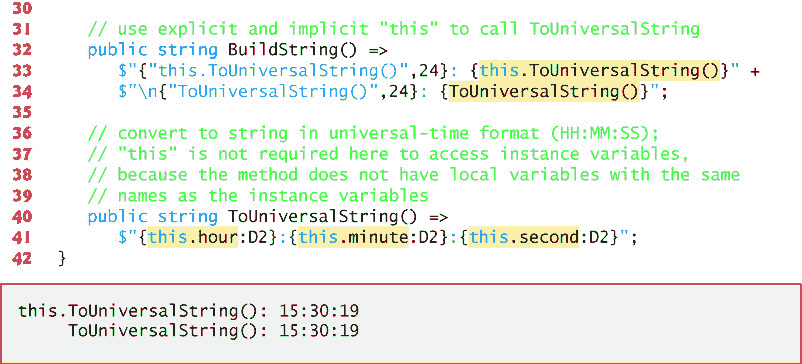 30
31 // use explicit and implicit "this" to call ToUniversalString
32 public string BuildString() =>
33 $"{"this.ToUniversalString()",24}: {this.ToUniversalString()}" +
34 $"\n{"ToUniversalString()",24}: {ToUniversalString()}";
35
36 // convert to string in universal-time format (HH:MM:SS);
37 // "this" is not required here to access instance variables,
38 // because the method does not have local variables with the same
39 // names as the instance variables
40 public string ToUniversalString() =>
41 $"{this.hour:D2}:{this.minute:D2}:{this.second:D2}";
42 }
this.ToUniversalString(): 15:30:19
ToUniversalString(): 15:30:19